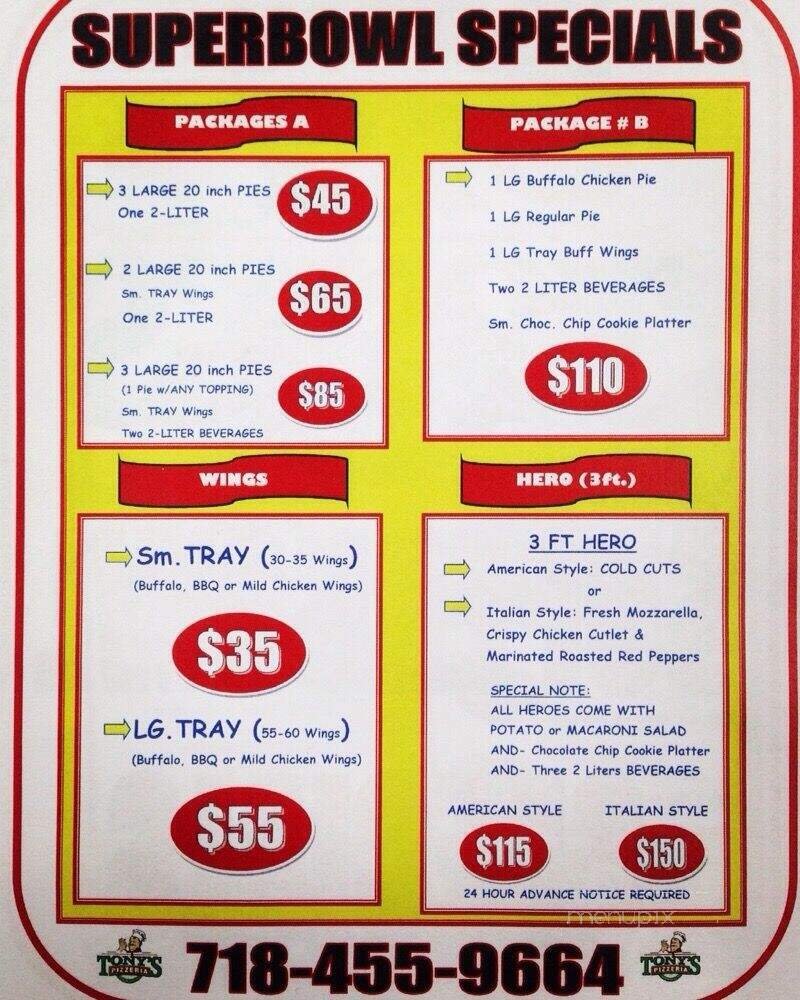 SUPERBOWL SPECIALS
PACKAGES A
3 LARGE 20 inch PIES
One 2-LITER
$45
2 LARGE 20 inch PIES
Sm. TRAY Wings
One 2-LITER
$65
3 LARGE 20 inch PIES
(1 Pie w/ANY TOPPING)
Sm. TRAY Wings
Two 2-LITER BEVERAGES
$85
PACKAGE # B
1 LG Buffalo Chicken Pie
1 LG Regular Pie
1 LG Tray Buff Wings
Two 2 LITER BEVERAGES
Sm. Choc. Chip Cookie Platter
$110
WINGS
Sm. TRAY (30-35 Wings)
(Buffalo, BBQ or Mild Chicken Wings)
$35
LG. TRAY (55-60 Wings)
(Buffalo, BBQ or Mild Chicken Wings)
$55
HERO (3ft.)
3 FT HERO
American Style: COLD CUTS
or
Italian Style: Fresh Mozzarella,
Crispy Chicken Cutlet &
Marinated Roasted Red Peppers
SPECIAL NOTE:
ALL HEROES COME WITH
POTATO or MACARONI SALAD
AND- Chocolate Chip Cookie Platter
AND- Three 2 Liters BEVERAGES
AMERICAN STYLE ITALIAN STYLE
$115 $150
24 HOUR ADVANCE NOTICE REQUIRED
menupix
TONY'S
PIZZERIA
718-455-9664
TONY'S
PIZZERIA